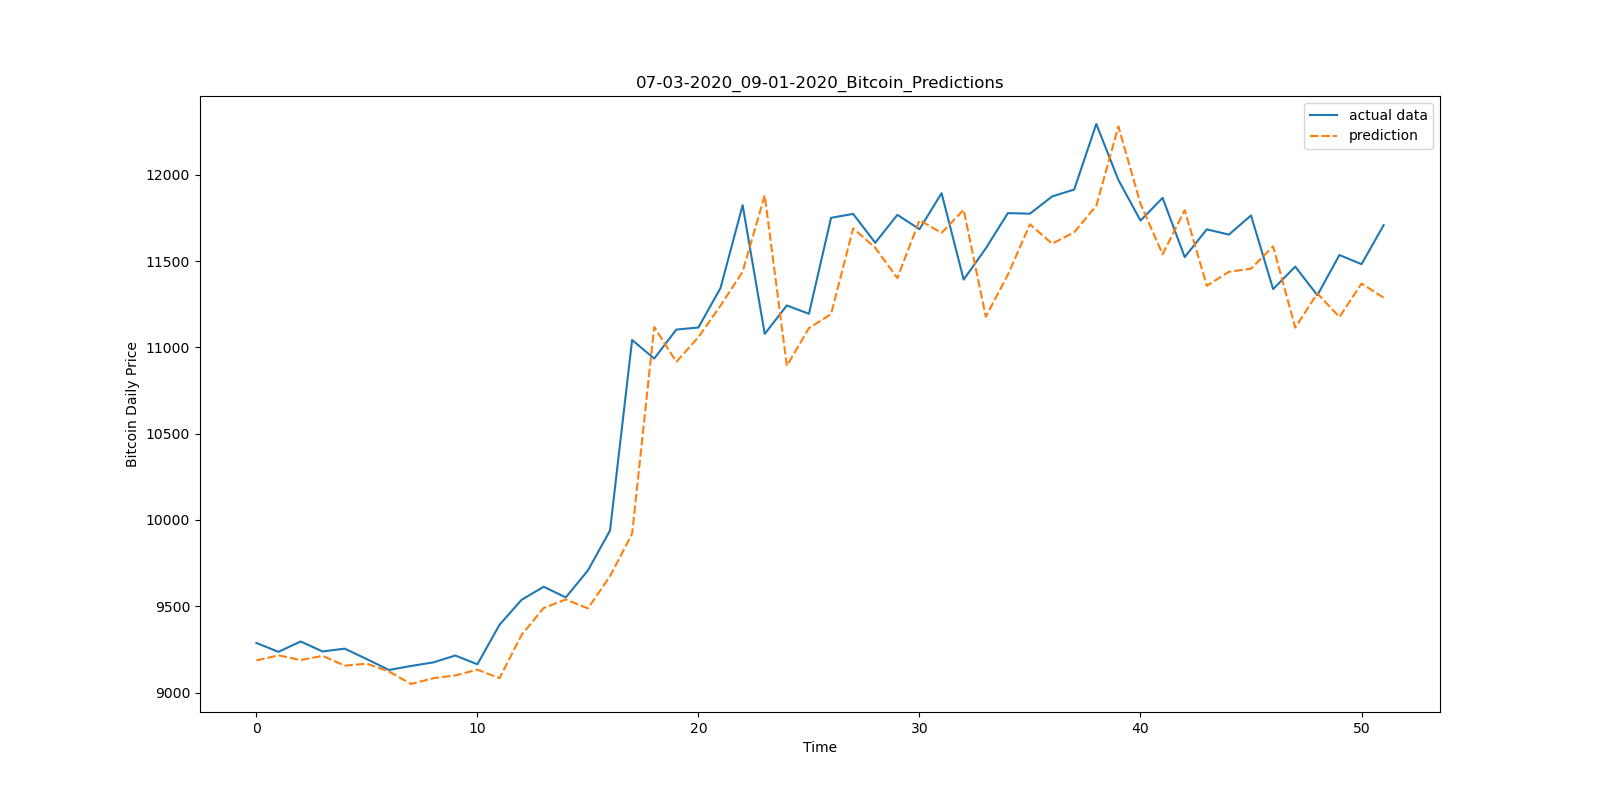 07-03-2020_09-01-2020_Bitcoin_Predictions
actual data
prediction
12000
11500
11000
10500
10000
9500
9000
Bitcoin Daily Price
0 10 20 30 40 50
Time